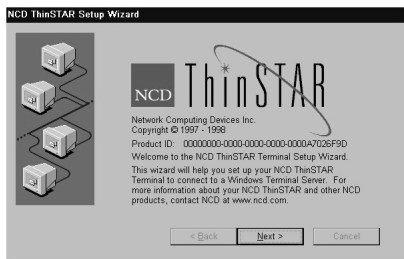 NCD ThinSTAR Setup Wizard
NCD ThinSTAR
Network Computing Devices Inc.
Copyright © 1997 - 1998
Product ID: 00000000-0000-0000-0000-0000A7026F9D
Welcome to the NCD ThinSTAR Terminal Setup Wizard.
This wizard will help you set up your NCD ThinSTAR
Terminal to connect to a Windows Terminal Server. For
more information about your NCD ThinSTAR and other NCD
products, contact NCD at www.ncd.com.
< Back Next > Cancel